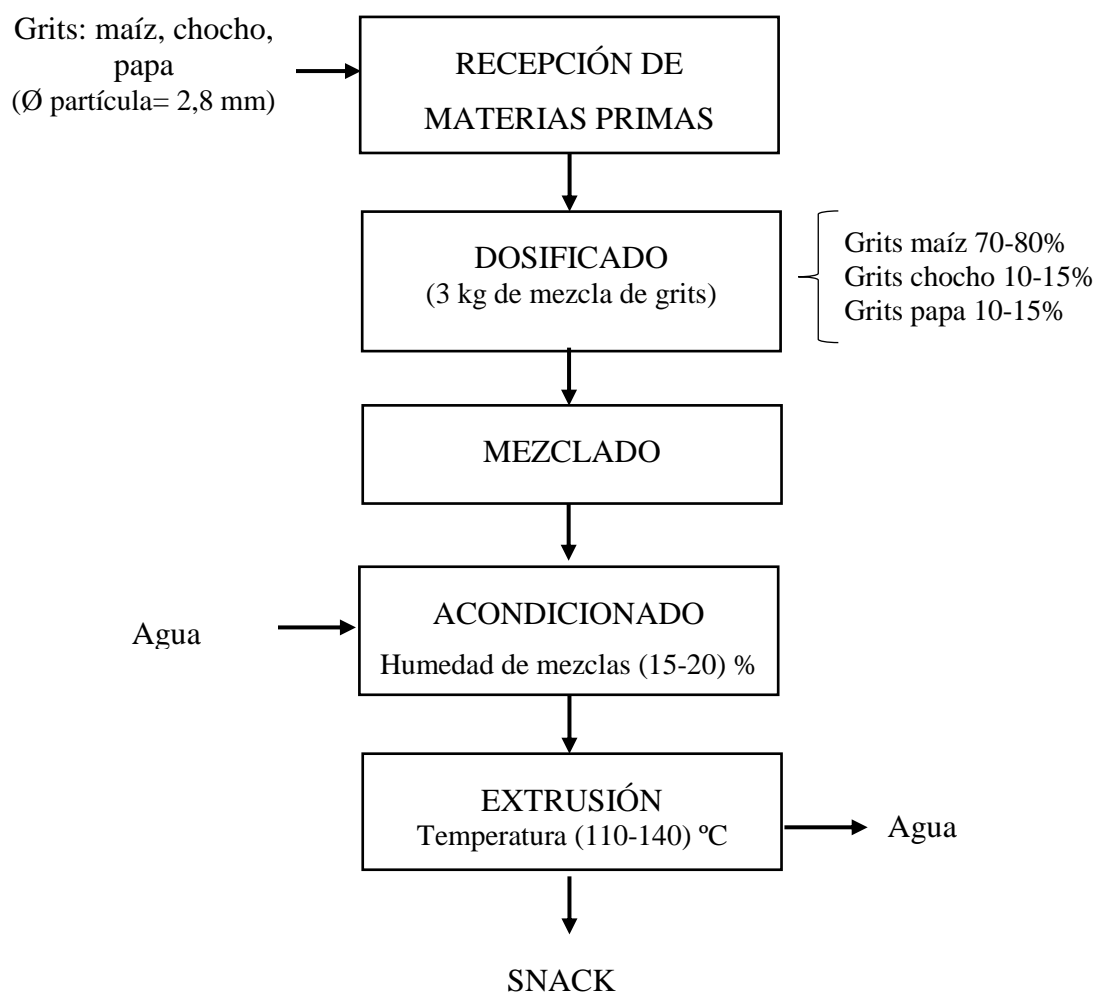 Grits: maíz, chocho,
papa
(Ø partícula= 2,8 mm)
RECEPCIÓN DE
MATERIAS PRIMAS
DOSIFICADO
(3 kg de mezcla de grits)
Grits maíz 70-80%
Grits chocho 10-15%
Grits papa 10-15%
MEZCLADO
Agua
ACONDICIONADO
Humedad de mezclas (15-20) %
EXTRUSIÓN
Temperatura (110-140) ºC
Agua
SNACK